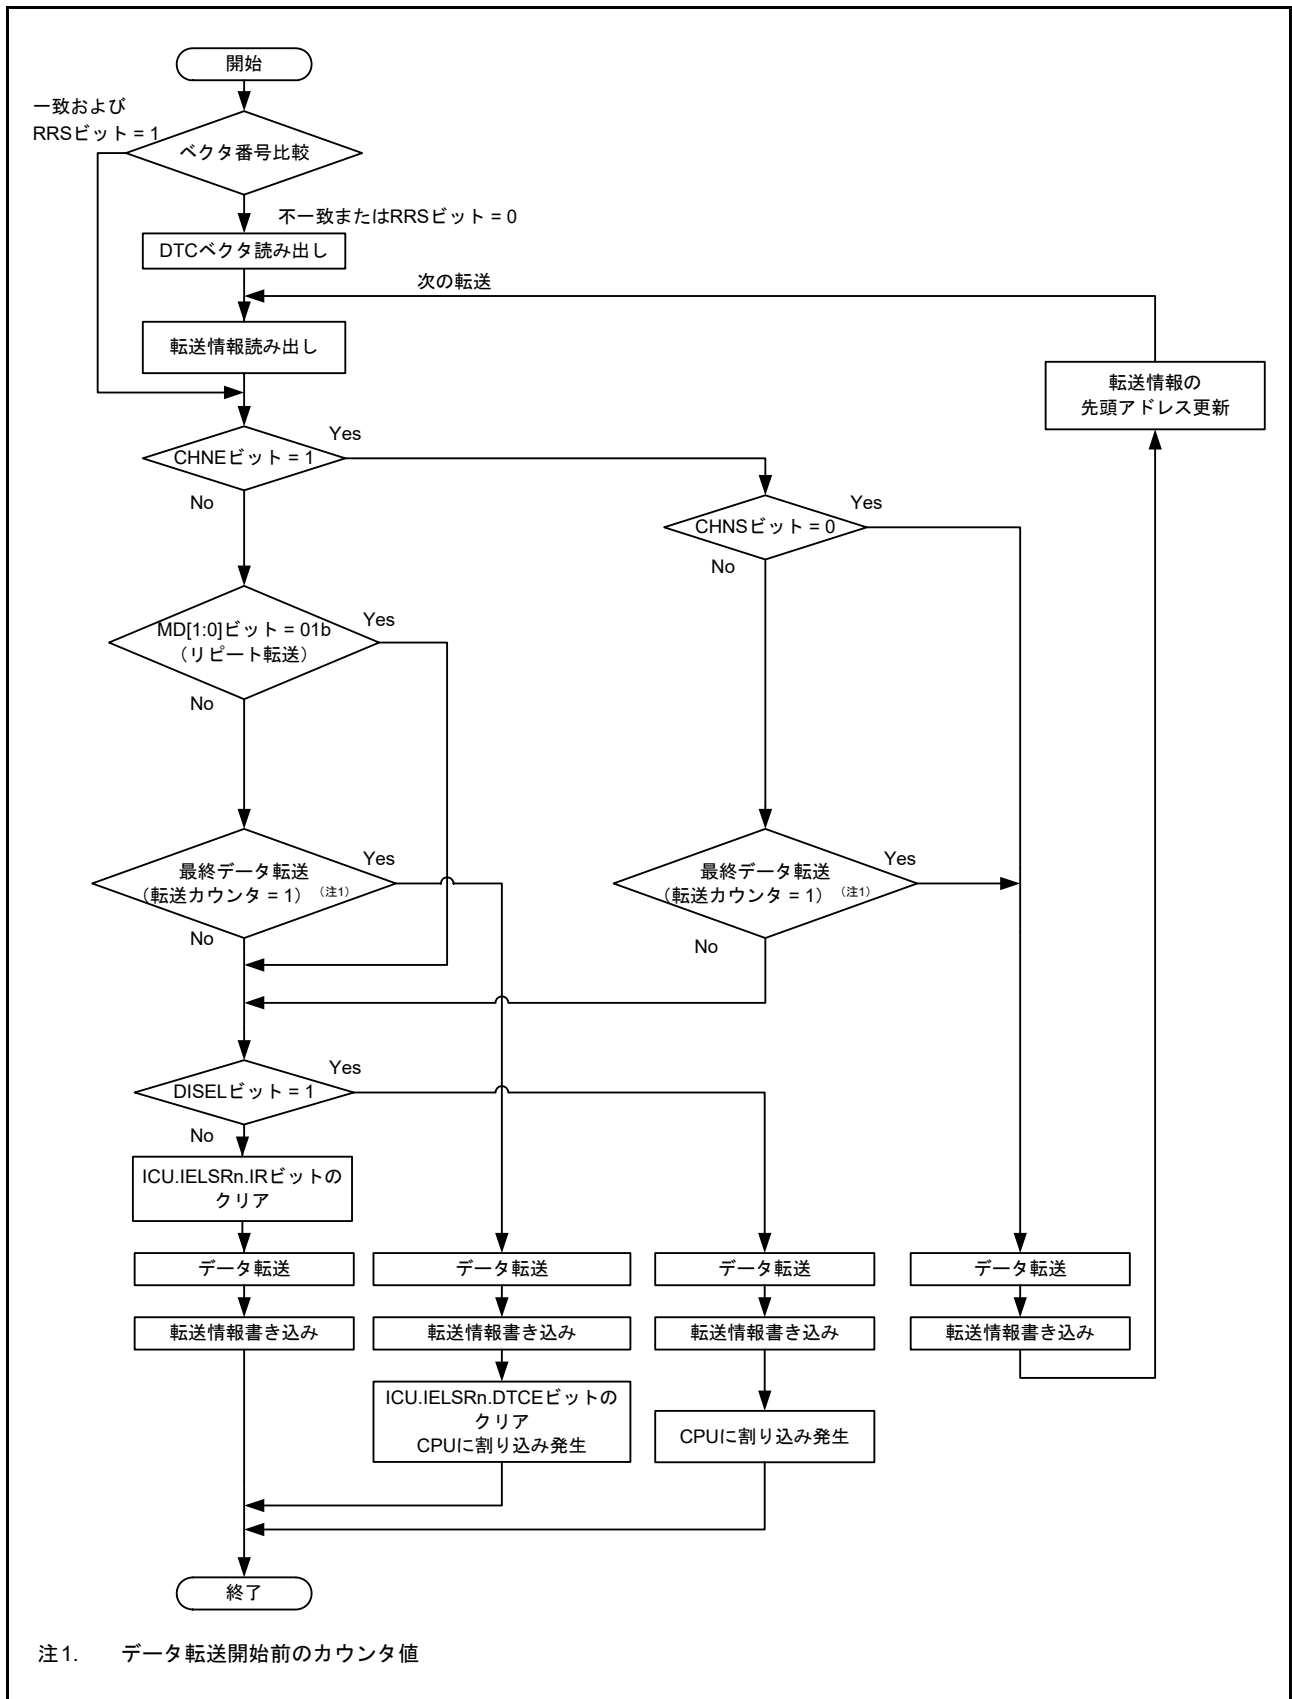 開始
一致および
RRSビット = 1
ベクタ番号比較
不一致またはRRSビット = 0
DTCベクタ読み出し
次の転送
転送情報読み出し
転送情報の
先頭アドレス更新
Yes
CHNEビット = 1
No
Yes
CHNSビット = 0
No
Yes
MD[1:0]ビット = 01b
（リピート転送）
No
Yes
最終データ転送
（転送カウンタ = 1）（注1）
No
Yes
最終データ転送
（転送カウンタ = 1）（注1）
No
Yes
DISELビット = 1
No
ICU.IELSRn.IRビットの
クリア
データ転送
データ転送
データ転送
データ転送
転送情報書き込み
転送情報書き込み
転送情報書き込み
転送情報書き込み
ICU.IELSRn.DTCEビットの
クリア
CPUに割り込み発生
CPUに割り込み発生
終了
注1. データ転送開始前のカウンタ値